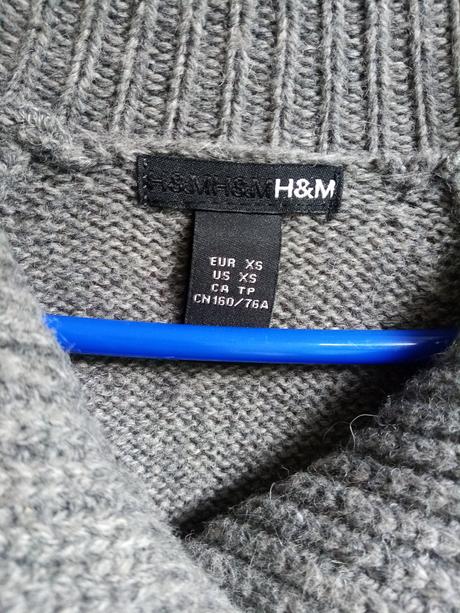 H&MH&MH&M
EUR XS
US XS
CA TP
CN160/76A